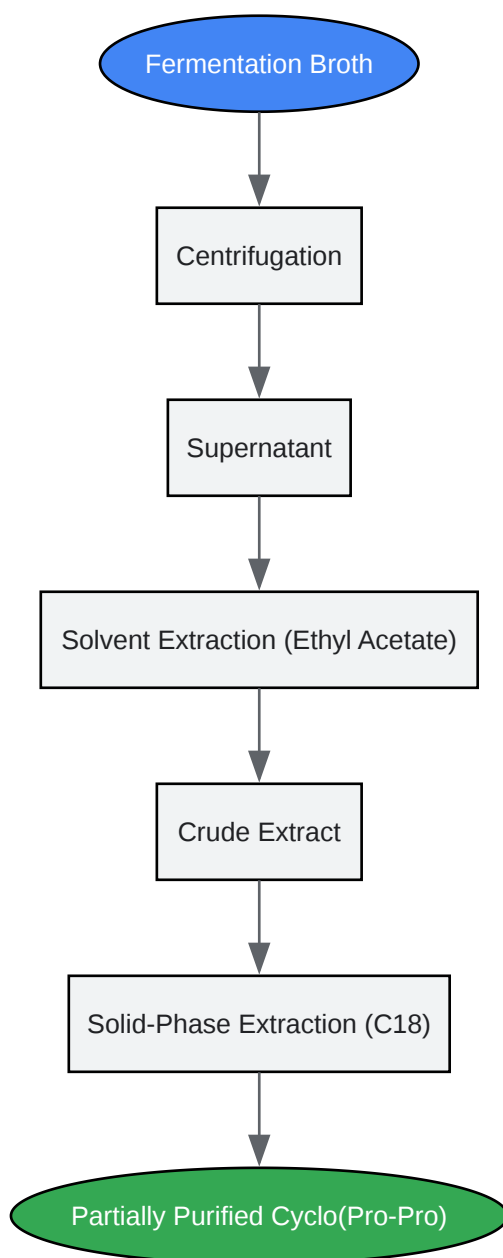 Fermentation Broth
Centrifugation
Supernatant
Solvent Extraction (Ethyl Acetate)
Crude Extract
Solid-Phase Extraction (C18)
Partially Purified Cyclo(Pro-Pro)